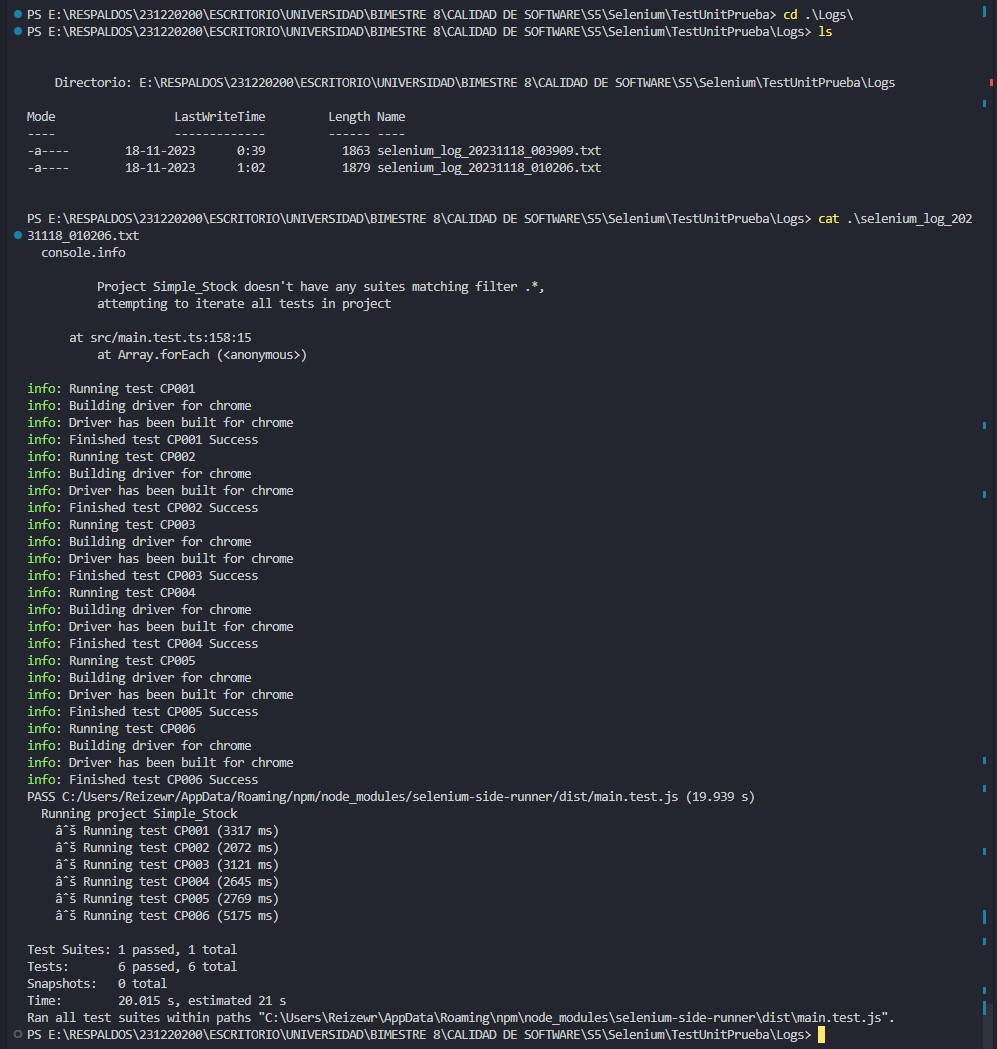 PS E:\RESPALDOS\231220200\ESCRITORIO\UNIVERSIDAD\BIMESTRE 8\CALIDAD DE SOFTWARE\S5\Selenium\TestUnitPrueba> cd .\Logs\
PS E:\RESPALDOS\231220200\ESCRITORIO\UNIVERSIDAD\BIMESTRE 8\CALIDAD DE SOFTWARE\S5\Selenium\TestUnitPrueba\Logs> ls
Directorio: E:\RESPALDOS\231220200\ESCRITORIO\UNIVERSIDAD\BIMESTRE 8\CALIDAD DE SOFTWARE\S5\Selenium\TestUnitPrueba\Logs
Mode LastWriteTime Length Name
---- ------------- ------ ----
-a---- 18-11-2023 0:39 1863 selenium_log_20231118_003909.txt
-a---- 18-11-2023 1:02 1879 selenium_log_20231118_010206.txt
PS E:\RESPALDOS\231220200\ESCRITORIO\UNIVERSIDAD\BIMESTRE 8\CALIDAD DE SOFTWARE\S5\Selenium\TestUnitPrueba\Logs> cat .\selenium_log_202
31118_010206.txt
console.info
Project Simple_Stock doesn't have any suites matching filter .*,
attempting to iterate all tests in project
at src/main.test.ts:158:15
at Array.forEach (<anonymous>)
info: Running test CP001
info: Building driver for chrome
info: Driver has been built for chrome
info: Finished test CP001 Success
info: Running test CP002
info: Building driver for chrome
info: Driver has been built for chrome
info: Finished test CP002 Success
info: Running test CP003
info: Building driver for chrome
info: Driver has been built for chrome
info: Finished test CP003 Success
info: Running test CP004
info: Building driver for chrome
info: Driver has been built for chrome
info: Finished test CP004 Success
info: Running test CP005
info: Building driver for chrome
info: Driver has been built for chrome
info: Finished test CP005 Success
info: Running test CP006
info: Building driver for chrome
info: Driver has been built for chrome
info: Finished test CP006 Success
PASS C:/Users/Reizewr/AppData/Roaming/npm/node_modules/selenium-side-runner/dist/main.test.js (19.939 s)
Running project Simple_Stock
âˆš Running test CP001 (3317 ms)
âˆš Running test CP002 (2072 ms)
âˆš Running test CP003 (3121 ms)
âˆš Running test CP004 (2645 ms)
âˆš Running test CP005 (2769 ms)
âˆš Running test CP006 (5175 ms)
Test Suites: 1 passed, 1 total
Tests: 6 passed, 6 total
Snapshots: 0 total
Time: 20.015 s, estimated 21 s
Ran all test suites within paths "C:\Users\Reizewr\AppData\Roaming\npm\node_modules\selenium-side-runner\dist\main.test.js".
PS E:\RESPALDOS\231220200\ESCRITORIO\UNIVERSIDAD\BIMESTRE 8\CALIDAD DE SOFTWARE\S5\Selenium\TestUnitPrueba\Logs>